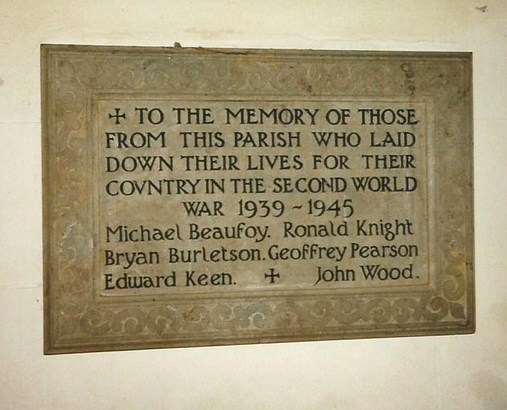 ✢ TO THE MEMORY OF THOSE
FROM THIS PARISH WHO LAID
DOWN THEIR LIVES FOR THEIR
COVNTRY IN THE SECOND WORLD
WAR 1939 ~ 1945
Michael Beaufoy. Ronald Knight
Bryan Burletson. Geoffrey Pearson
Edward Keen. ✢ John Wood.